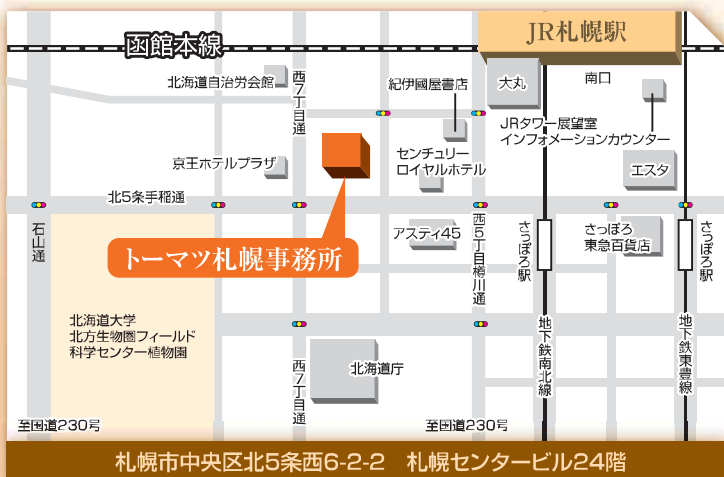 JR札幌駅
函館本線
北海道自治労会館
西7丁目通
紀伊國屋書店
大丸
南口
JRタワー展望室
インフォメーションカウンター
京王ホテルプラザ
センチュリー
ロイヤルホテル
エスタ
北5条手稲通
石山通
トーマツ札幌事務所
アスティ45
西5丁目樽川通
さっぽろ駅
さっぽろ
東急百貨店
さっぽろ駅
北海道大学
北方生物圏フィールド
科学センター植物園
西7丁目通
北海道庁
地下鉄南北線
地下鉄東豊線
至国道230号
至国道230号
札幌市中央区北5条西6-2-2 札幌センタービル24階